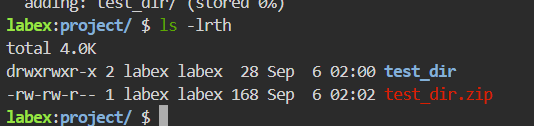 adding: test_dir/ (stored 0%)
labex:project/ $ ls -lrth
total 4.0K
drwxrwxr-x 2 labex labex  28 Sep  6 02:00 test_dir
-rw-rw-r-- 1 labex labex 168 Sep  6 02:02 test_dir.zip
labex:project/ $